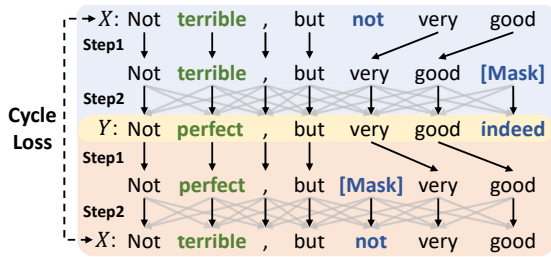 X: Not terrible , but not very good
Step1
Not terrible , but very good [Mask]
Step2
Cycle Loss
Y: Not perfect , but very good indeed
Step1
Not perfect , but [Mask] very good
Step2
X: Not terrible , but not very good